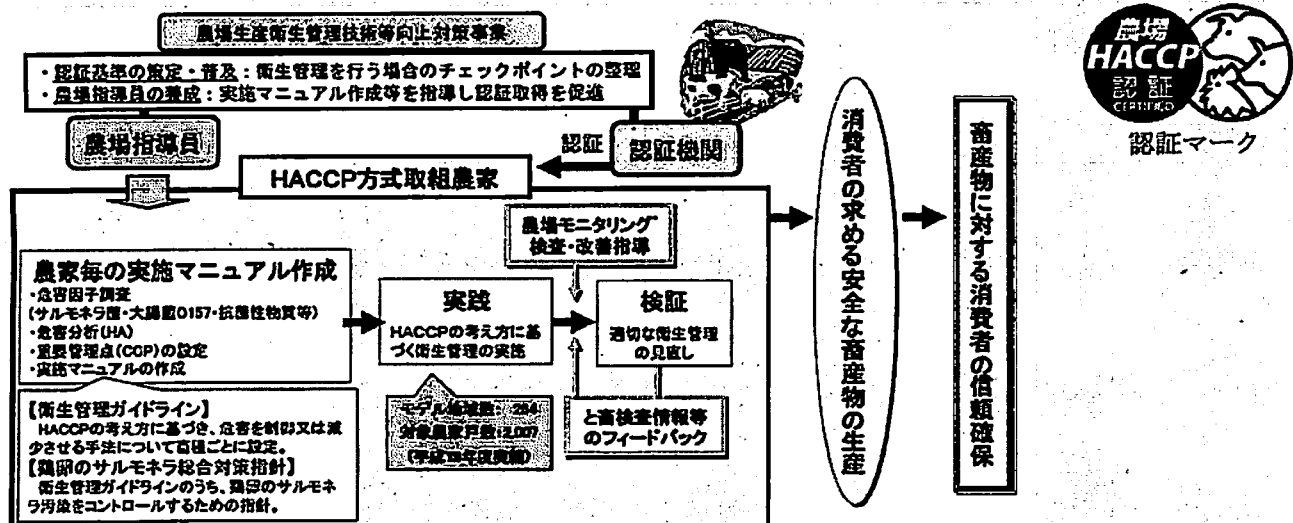 農場生産衛生管理技術等向上対策事業
・認証基準の策定・普及：衛生管理を行う場合のチェックポイントの整理
・農場指導員の養成：実施マニュアル作成等を指導し認証取得を促進
農場指導員
認証
認証機関
HACCP方式取組農家
農場モニタリング
検査・改善指導
農家毎の実施マニュアル作成
・危害因子調査
(サルモネラ菌・大腸菌O157・抗菌性物質等)
・危害分析(HA)
・重要管理点(CCP)の設定
・実施マニュアルの作成
実践
HACCPの考え方に基
づく衛生管理の実施
検証
適切な衛生管理
の見直し
【衛生管理ガイドライン】
HACCPの考え方に基づき、危害を制御又は減
少させる手法について畜種ごとに設定。
【鶏卵のサルモネラ総合対策指針】
衛生管理ガイドラインのうち、鶏卵のサルモネ
ラ汚染をコントロールするための指針。
モデル地域数：264
対象農家戸数：2,007
と畜検査情報等
のフィードバック
消費者の求める安全な畜産物の生産
畜産物に対する消費者の信頼確保
農場
HACCP
認証
CERTIFIED
認証マーク